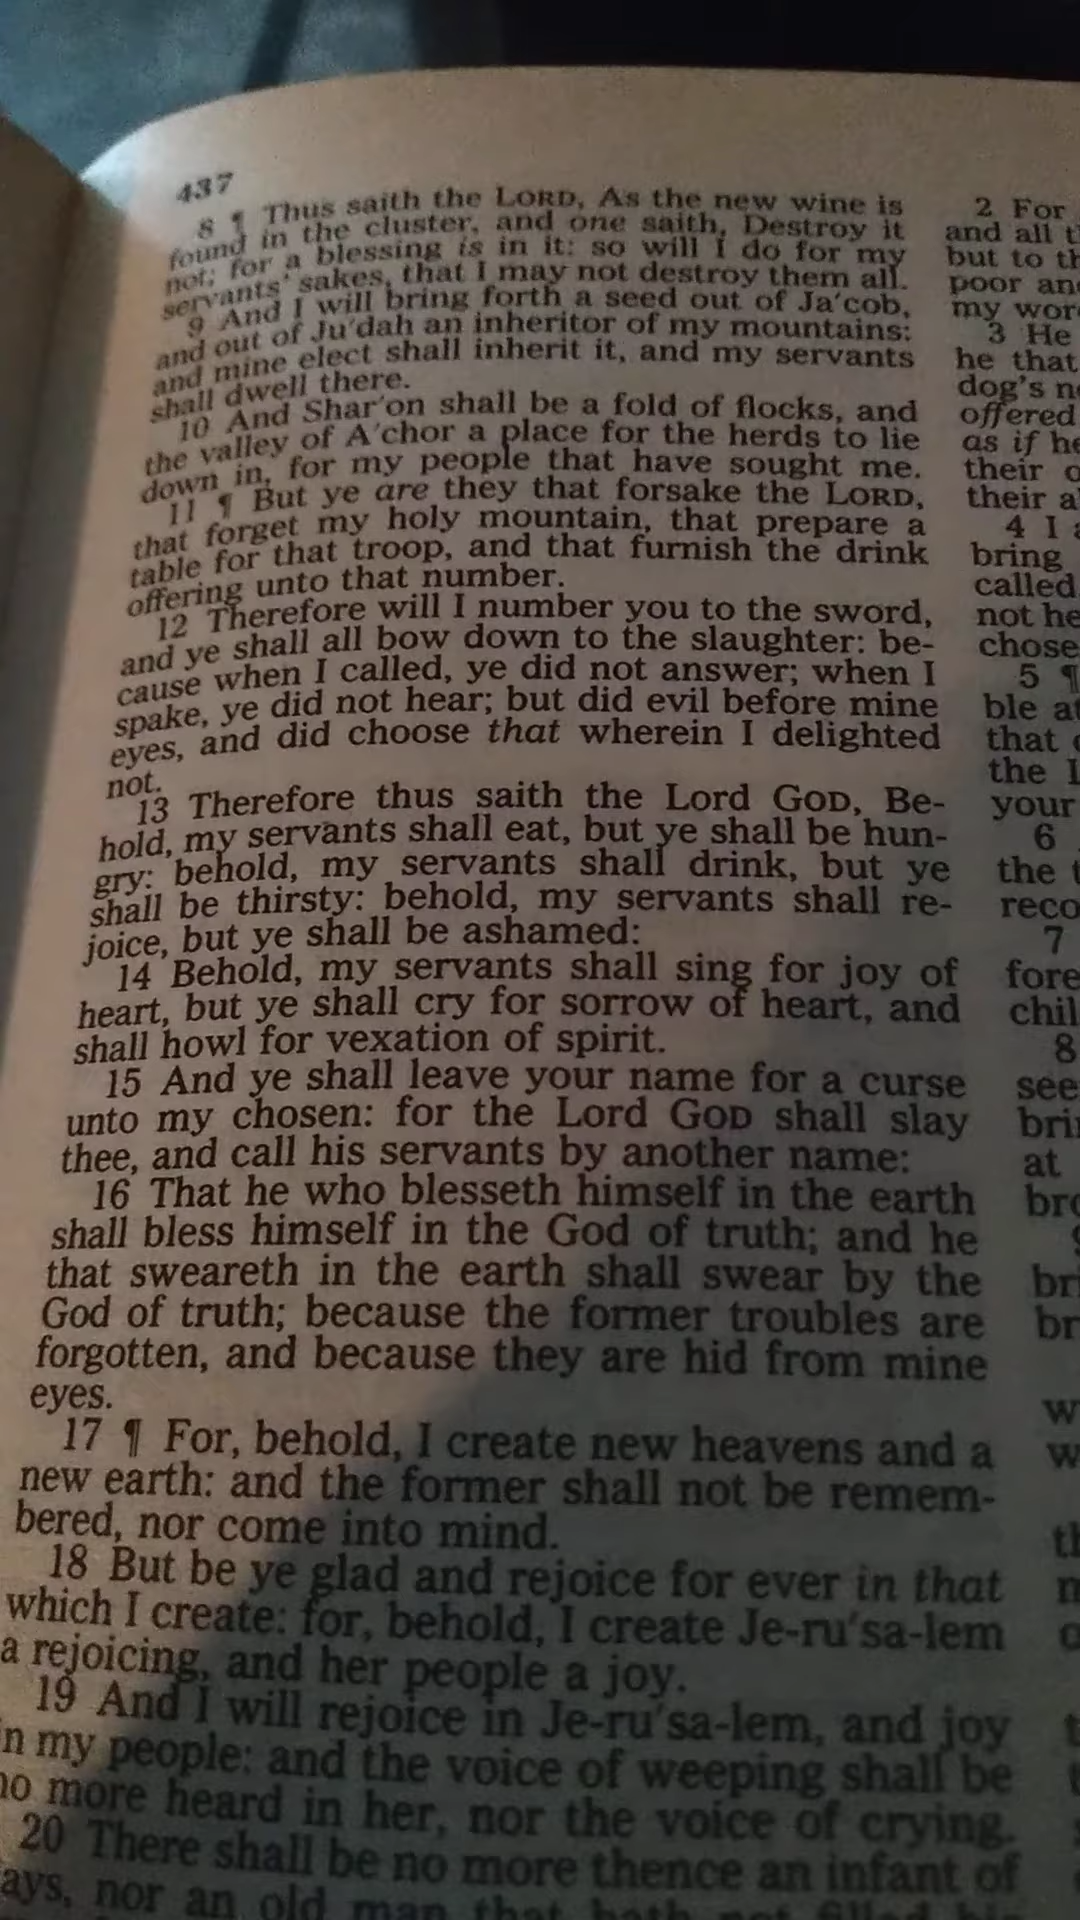 437
8 ¶ Thus saith the LORD, As the new wine is
found in the cluster, and one saith, Destroy it
not; for a blessing is in it: so will I do for my
servants' sakes, that I may not destroy them all.
9 And I will bring forth a seed out of Ja'cob,
and out of Ju'dah an inheritor of my mountains:
and mine elect shall inherit it, and my servants
shall dwell there.
10 And Shar'on shall be a fold of flocks, and
the valley of A'chor a place for the herds to lie
down in, for my people that have sought me.
11 ¶ But ye are they that forsake the LORD,
that forget my holy mountain, that prepare a
table for that troop, and that furnish the drink
offering unto that number.
12 Therefore will I number you to the sword,
and ye shall all bow down to the slaughter: be-
cause when I called, ye did not answer; when I
spake, ye did not hear; but did evil before mine
eyes, and did choose that wherein I delighted
not.
13 Therefore thus saith the Lord GOD, Be-
hold, my servants shall eat, but ye shall be hun-
gry: behold, my servants shall drink, but ye
shall be thirsty: behold, my servants shall re-
joice, but ye shall be ashamed:
14 Behold, my servants shall sing for joy of
heart, but ye shall cry for sorrow of heart, and
shall howl for vexation of spirit.
15 And ye shall leave your name for a curse
unto my chosen: for the Lord GOD shall slay
thee, and call his servants by another name:
16 That he who blesseth himself in the earth
shall bless himself in the God of truth; and he
that sweareth in the earth shall swear by the
God of truth; because the former troubles are
forgotten, and because they are hid from mine
eyes.
17 ¶ For, behold, I create new heavens and a
new earth: and the former shall not be remem-
bered, nor come into mind.
18 But be ye glad and rejoice for ever in that
which I create: for, behold, I create Je-ru'sa-lem
a rejoicing, and her people a joy.
19 And I will rejoice in Je-ru'sa-lem, and joy
in my people: and the voice of weeping shall be
no more heard in her, nor the voice of crying.
20 There shall be no more thence an infant of
ays, nor an old man that hath not filled his
2 For
and all
but to
poor
my
3 He
he that
dog's
offered
as if
their
their
4 I
bring
called
not
chose
5 ¶
ble
that
the
your
6
the
7
fore
8
see
at